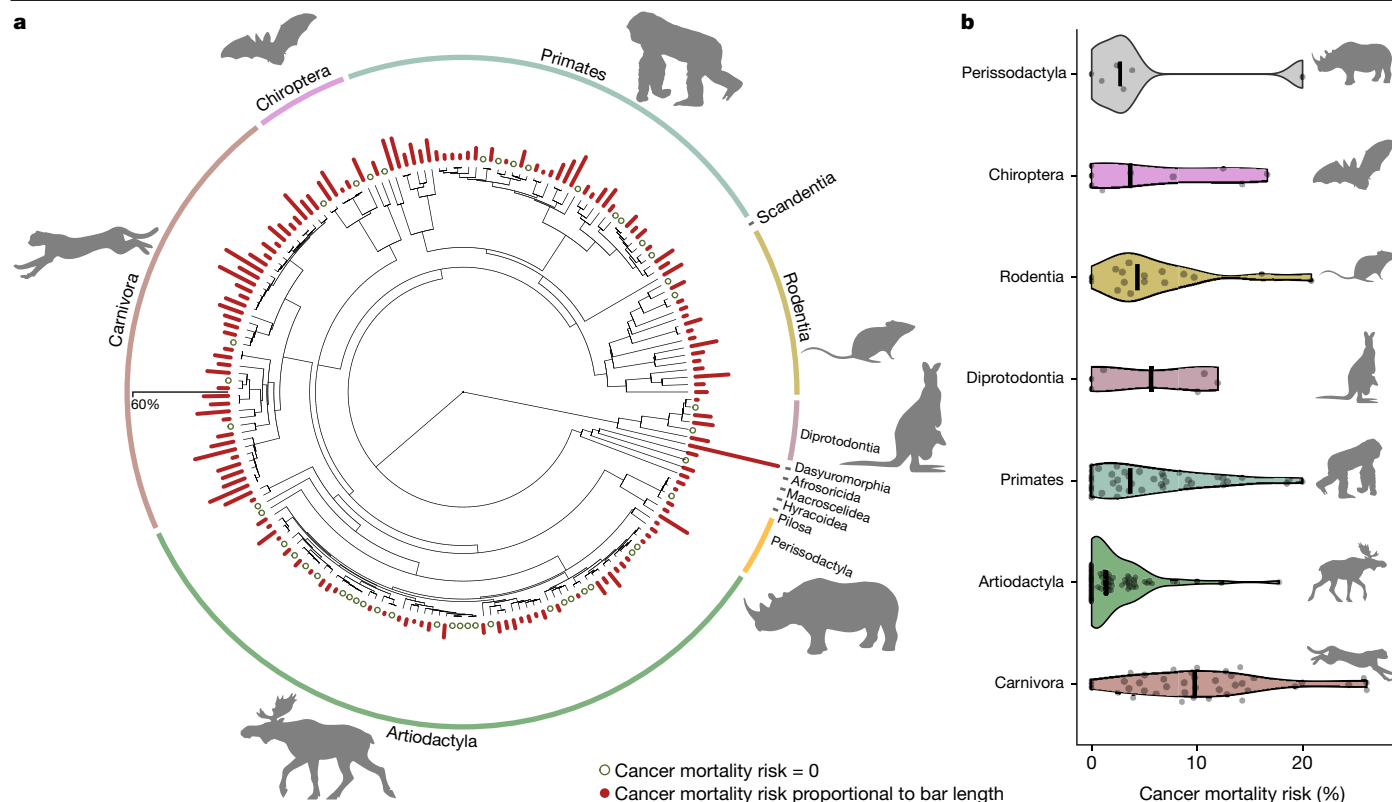 a
Chiroptera
Primates
Scandentia
Rodentia
Carnivora
60%
Diprotodontia
Dasyuromorphia
Afrosoricida
Macroscelidea
Hyracoidea
Pilosa
Perissodactyla
Artiodactyla
Cancer mortality risk = 0
Cancer mortality risk proportional to bar length
b
Perissodactyla
Chiroptera
Rodentia
Diprotodontia
Primates
Artiodactyla
Carnivora
0 10 20
Cancer mortality risk (%)